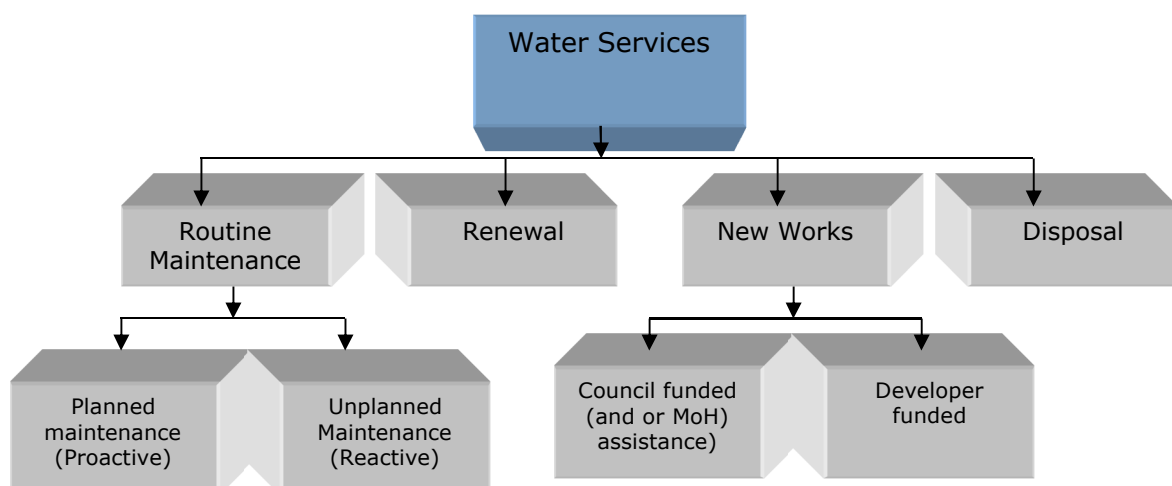 Water Services
Routine
Maintenance
Renewal
New Works
Disposal
Planned
maintenance
(Proactive)
Unplanned
Maintenance
(Reactive)
Council funded
(and or MoH)
assistance)
Developer
funded